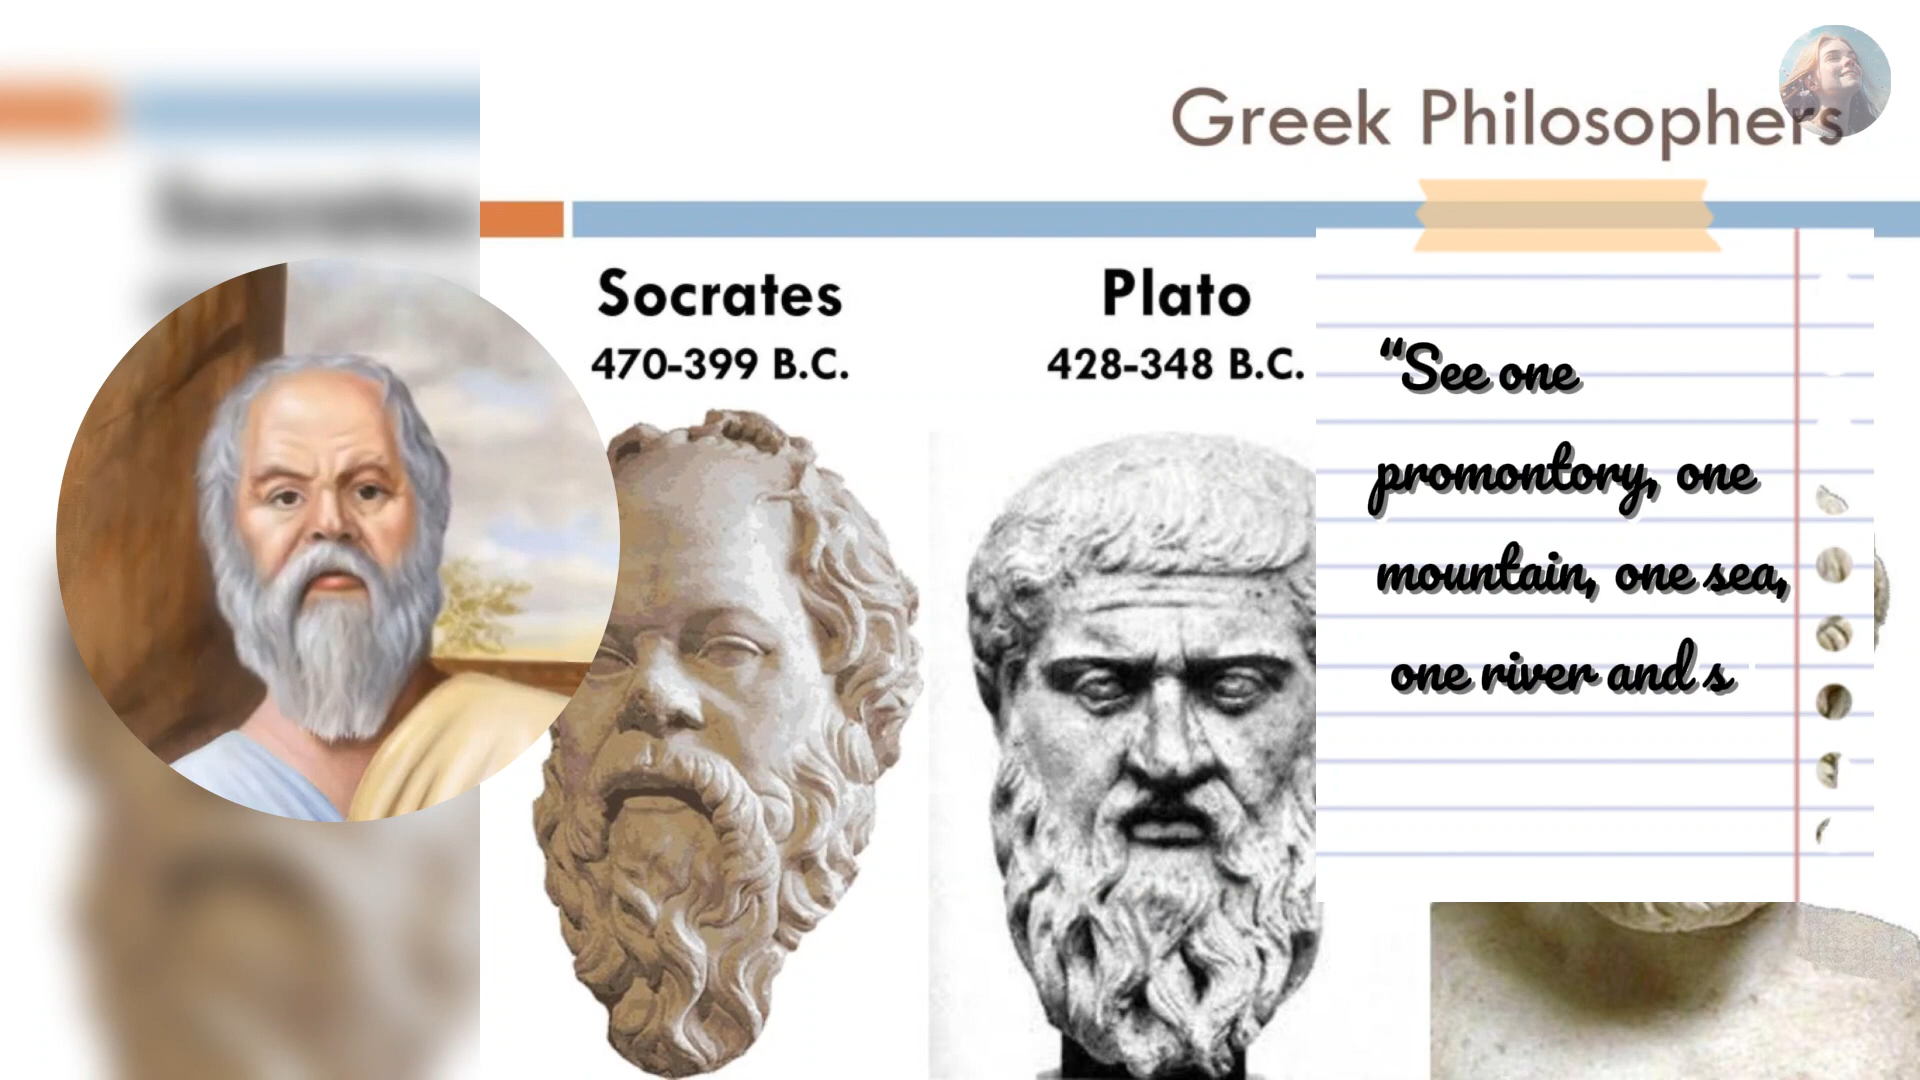 Greek Philosophers
Socrates
470-399 B.C.
Plato
428-348 B.C.
“See one
promontory, one
mountain, one sea,
one river and s